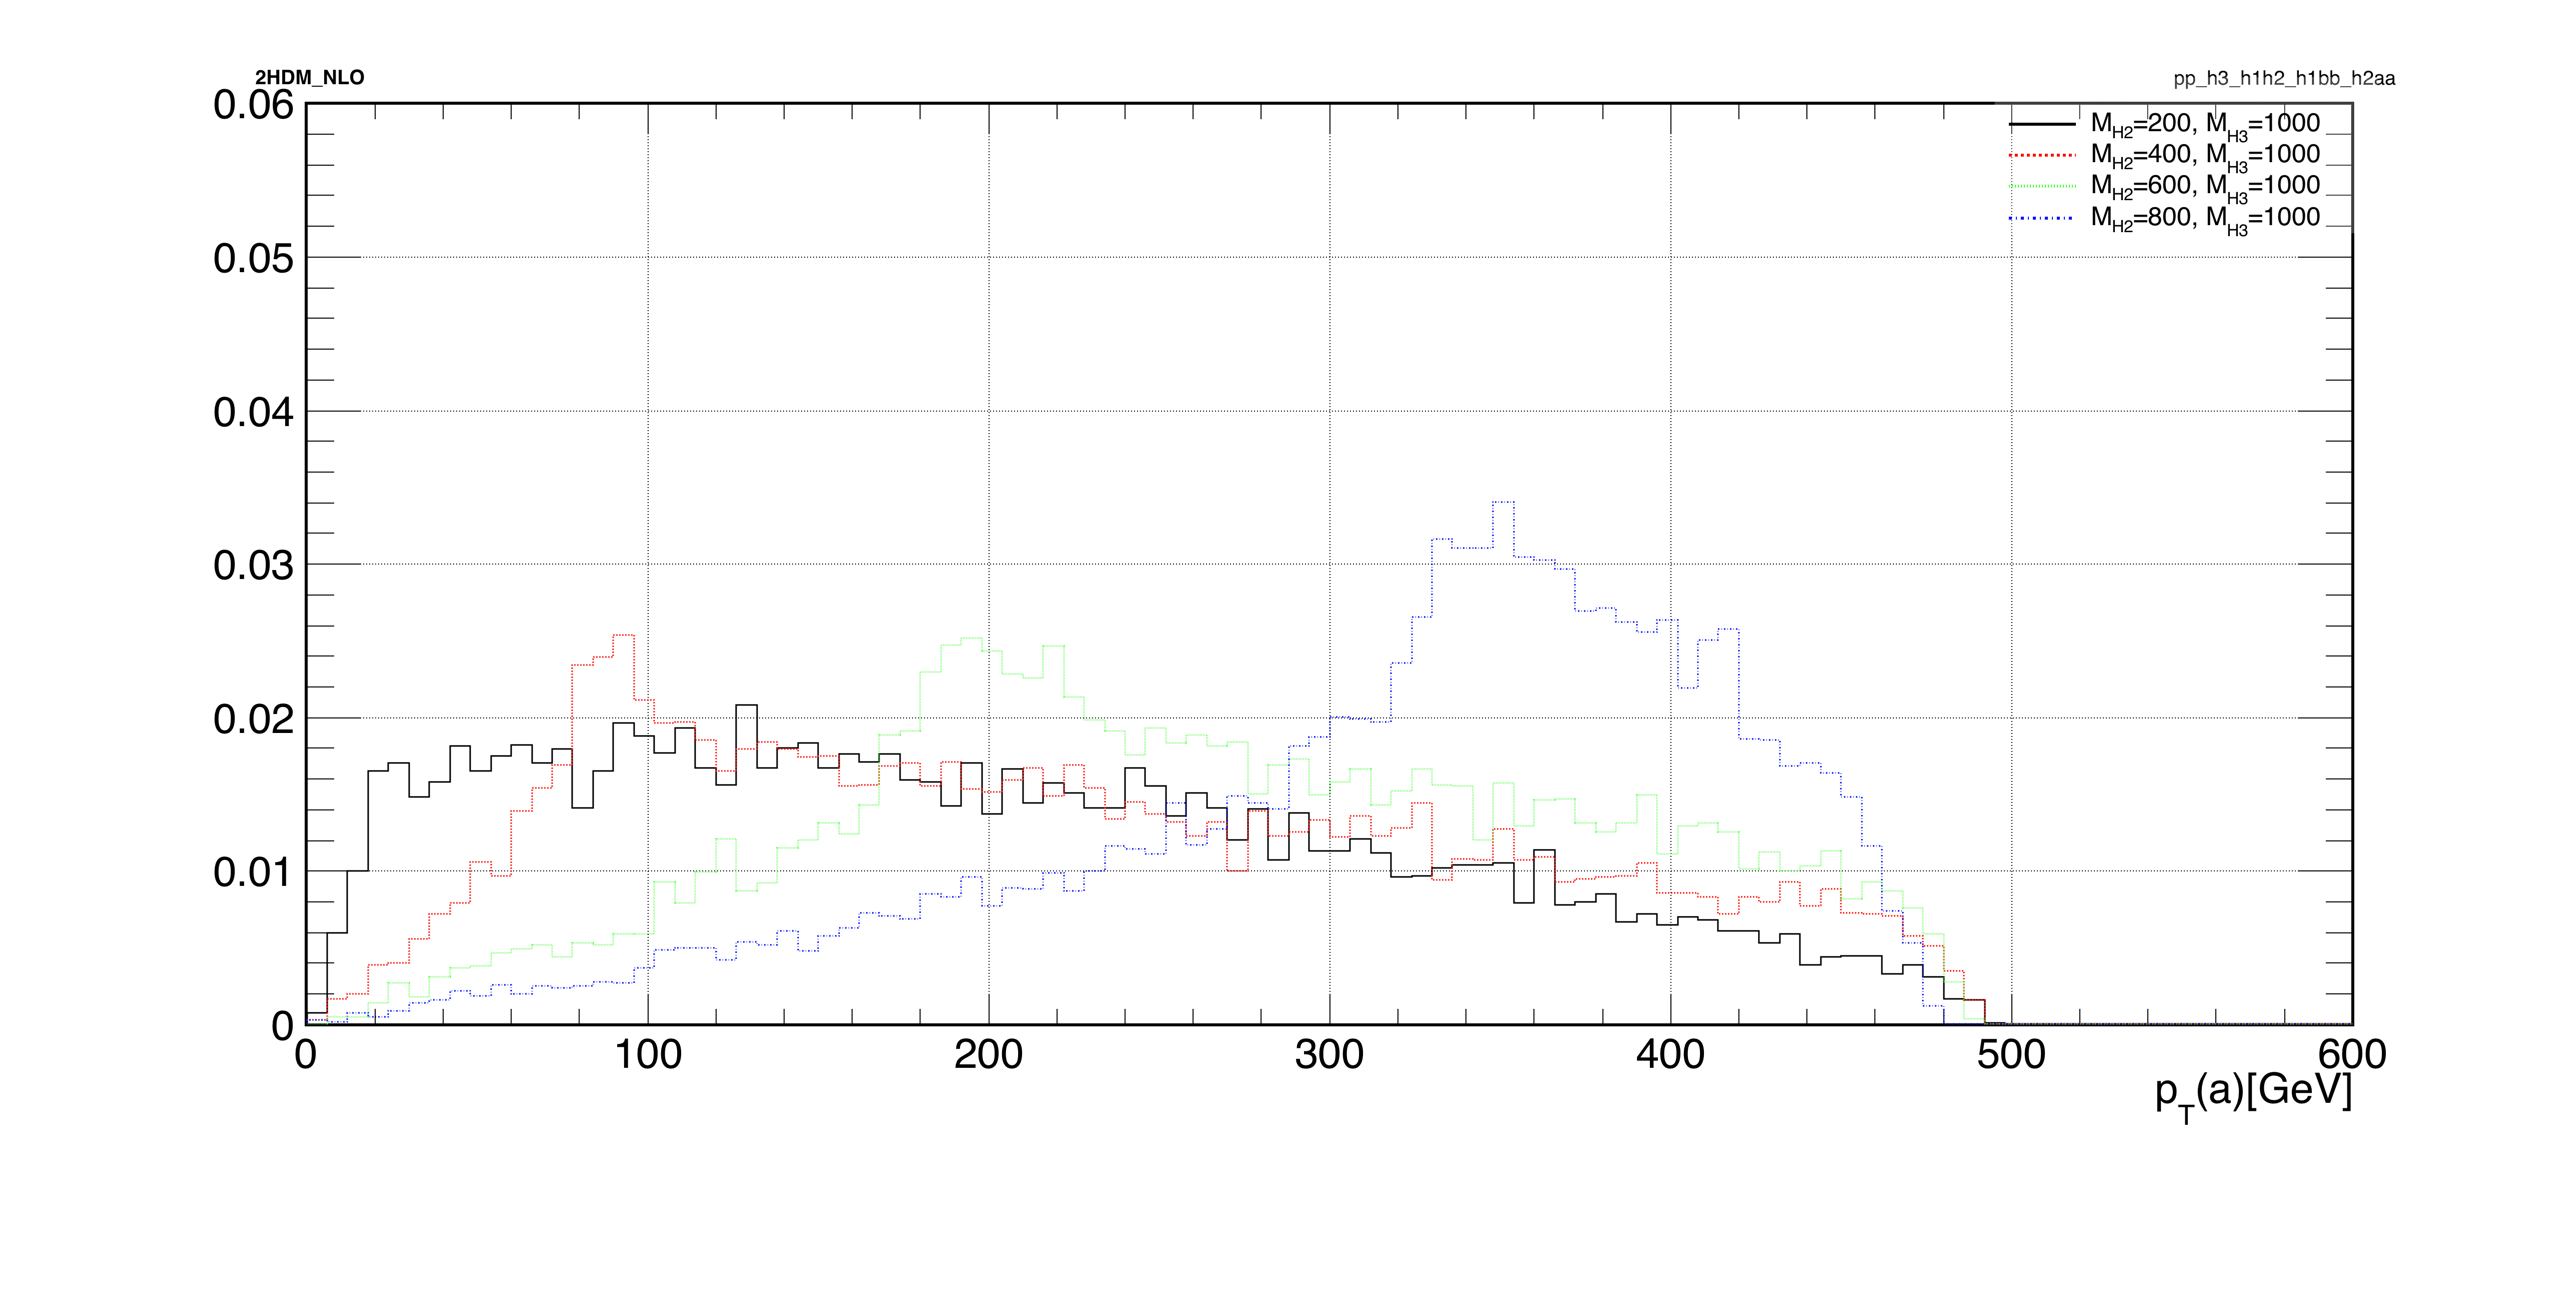 2HDM_NLO
pp_h3_h1h2_h1bb_h2aa
M_H2=200, M_H3=1000
M_H2=400, M_H3=1000
M_H2=600, M_H3=1000
M_H2=800, M_H3=1000
0.06
0.05
0.04
0.03
0.02
0.01
0
0 100 200 300 400 500 600
p_T(a)[GeV]